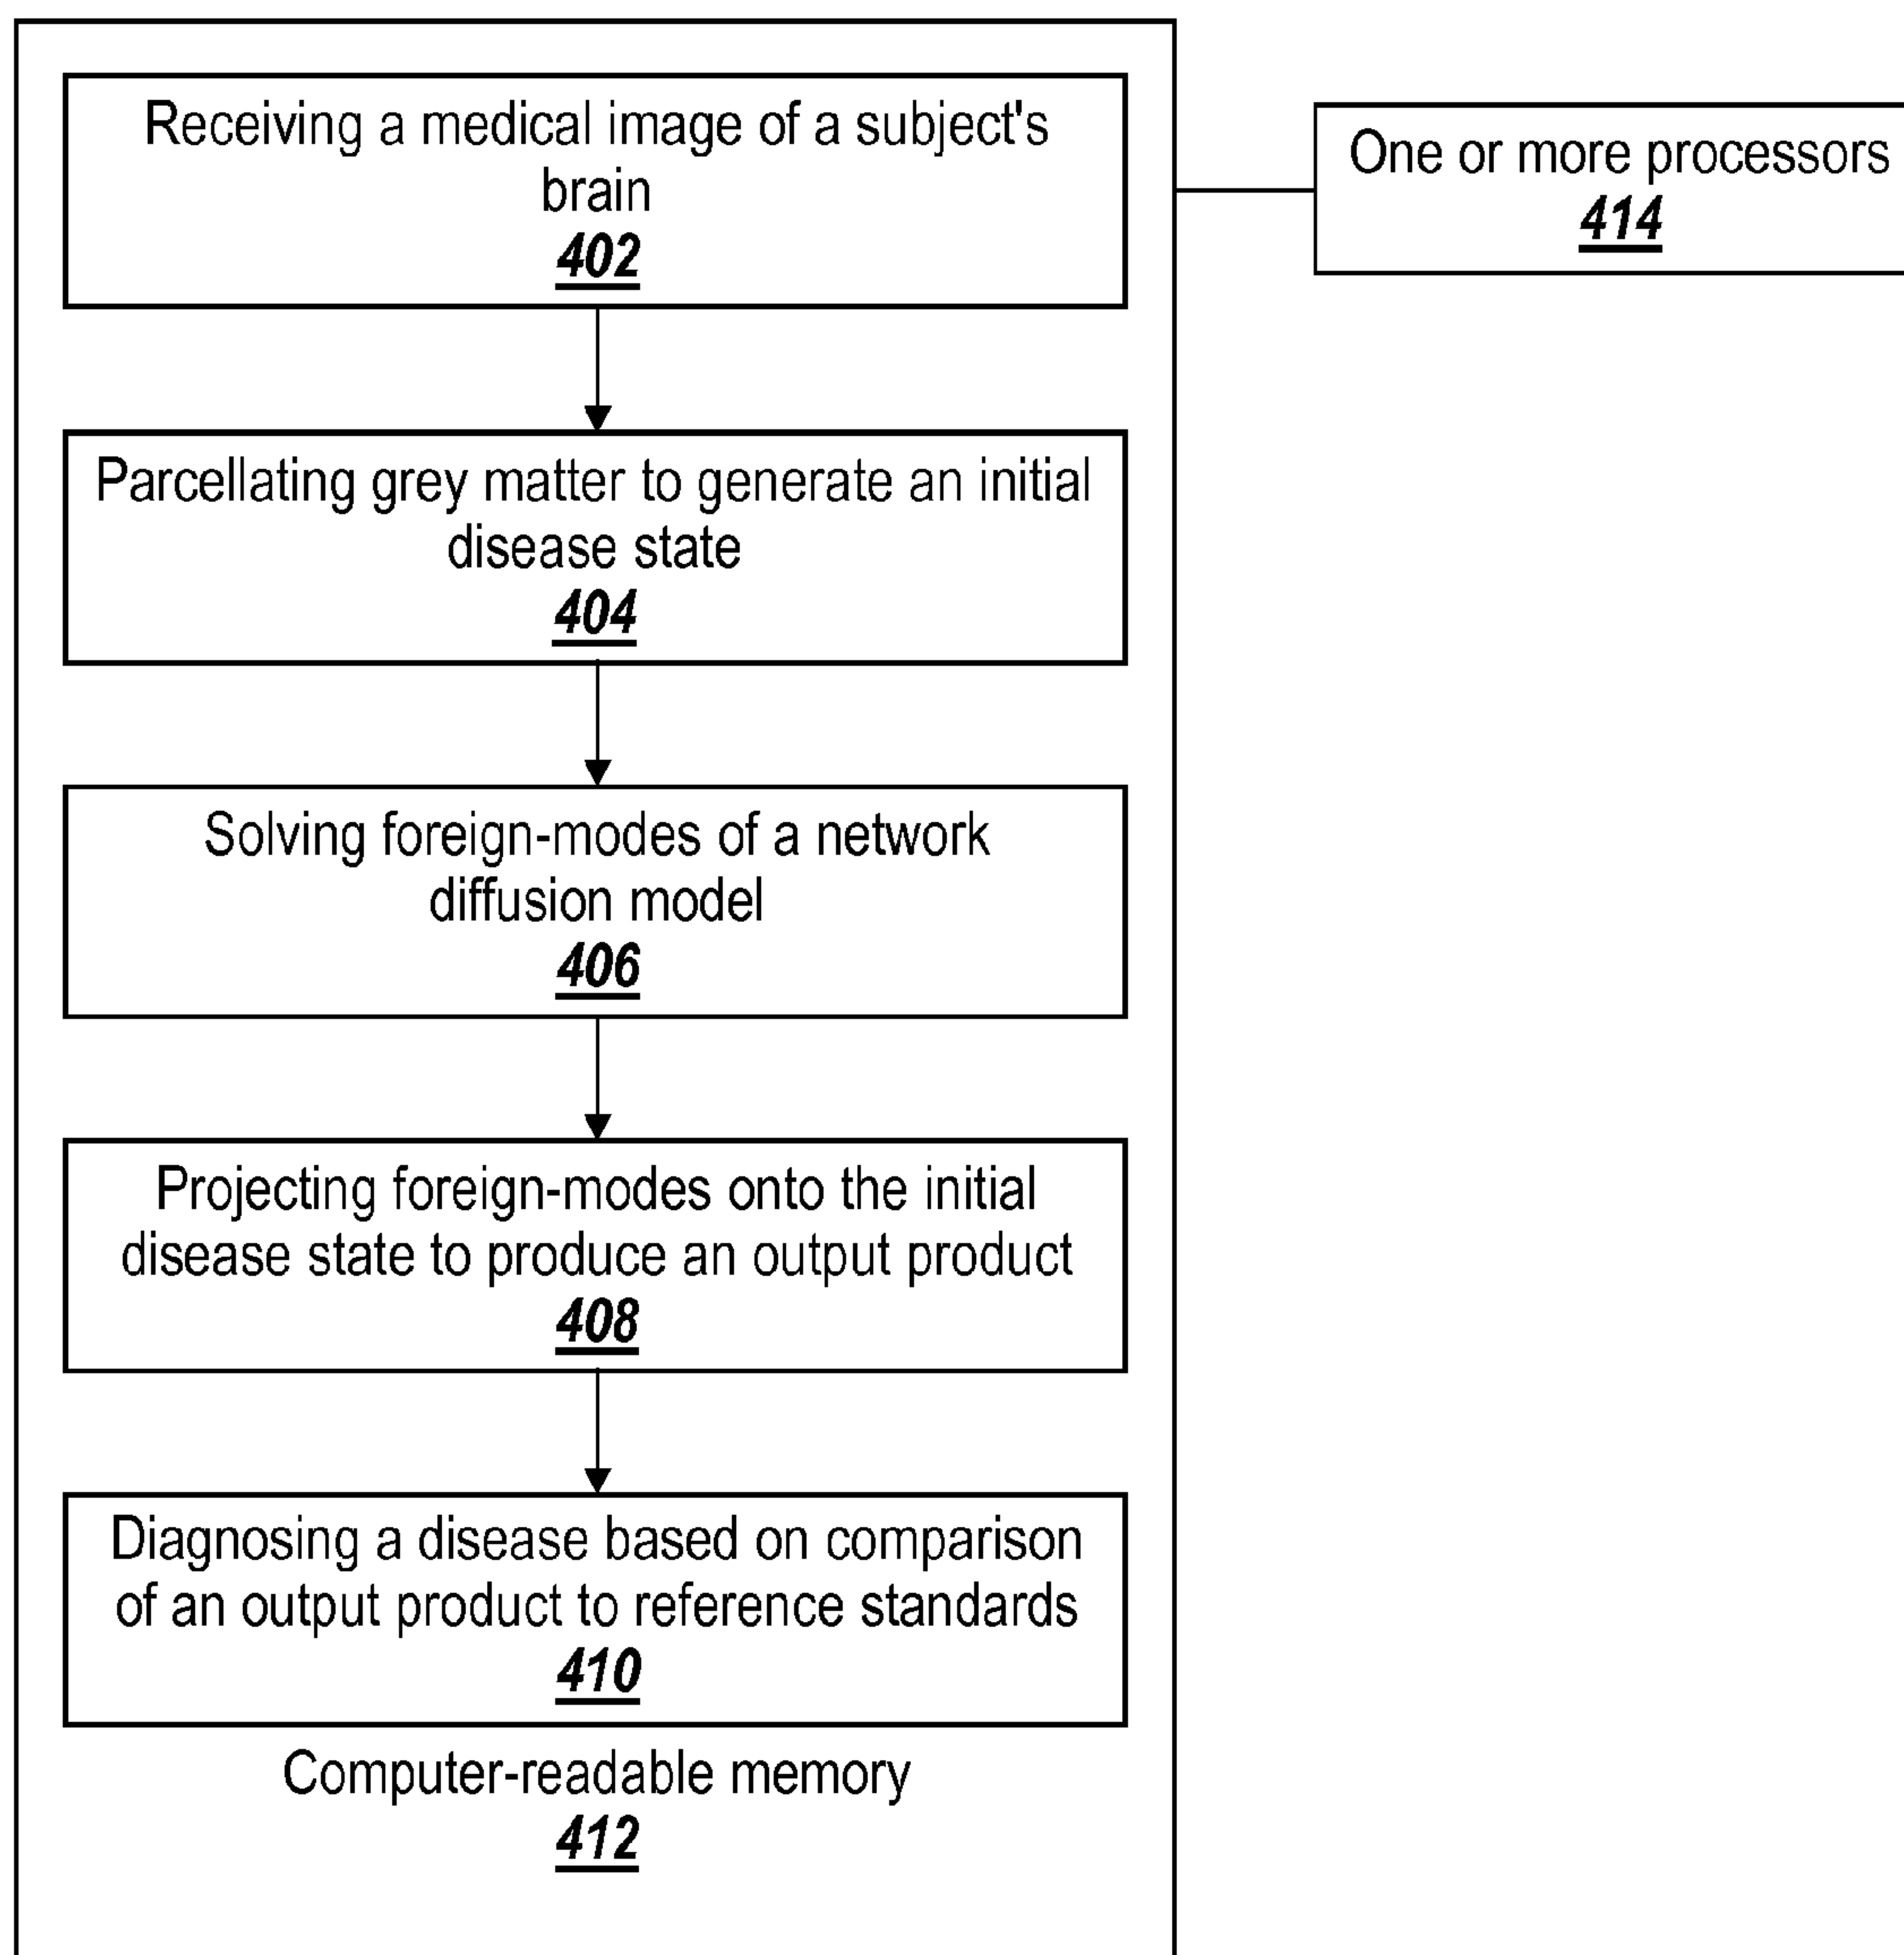 Receiving a medical image of a subject's
brain
402
One or more processors
414
Parcellating grey matter to generate an initial
disease state
404
Solving foreign-modes of a network
diffusion model
406
Projecting foreign-modes onto the initial
disease state to produce an output product
408
Diagnosing a disease based on comparison
of an output product to reference standards
410
Computer-readable memory
412